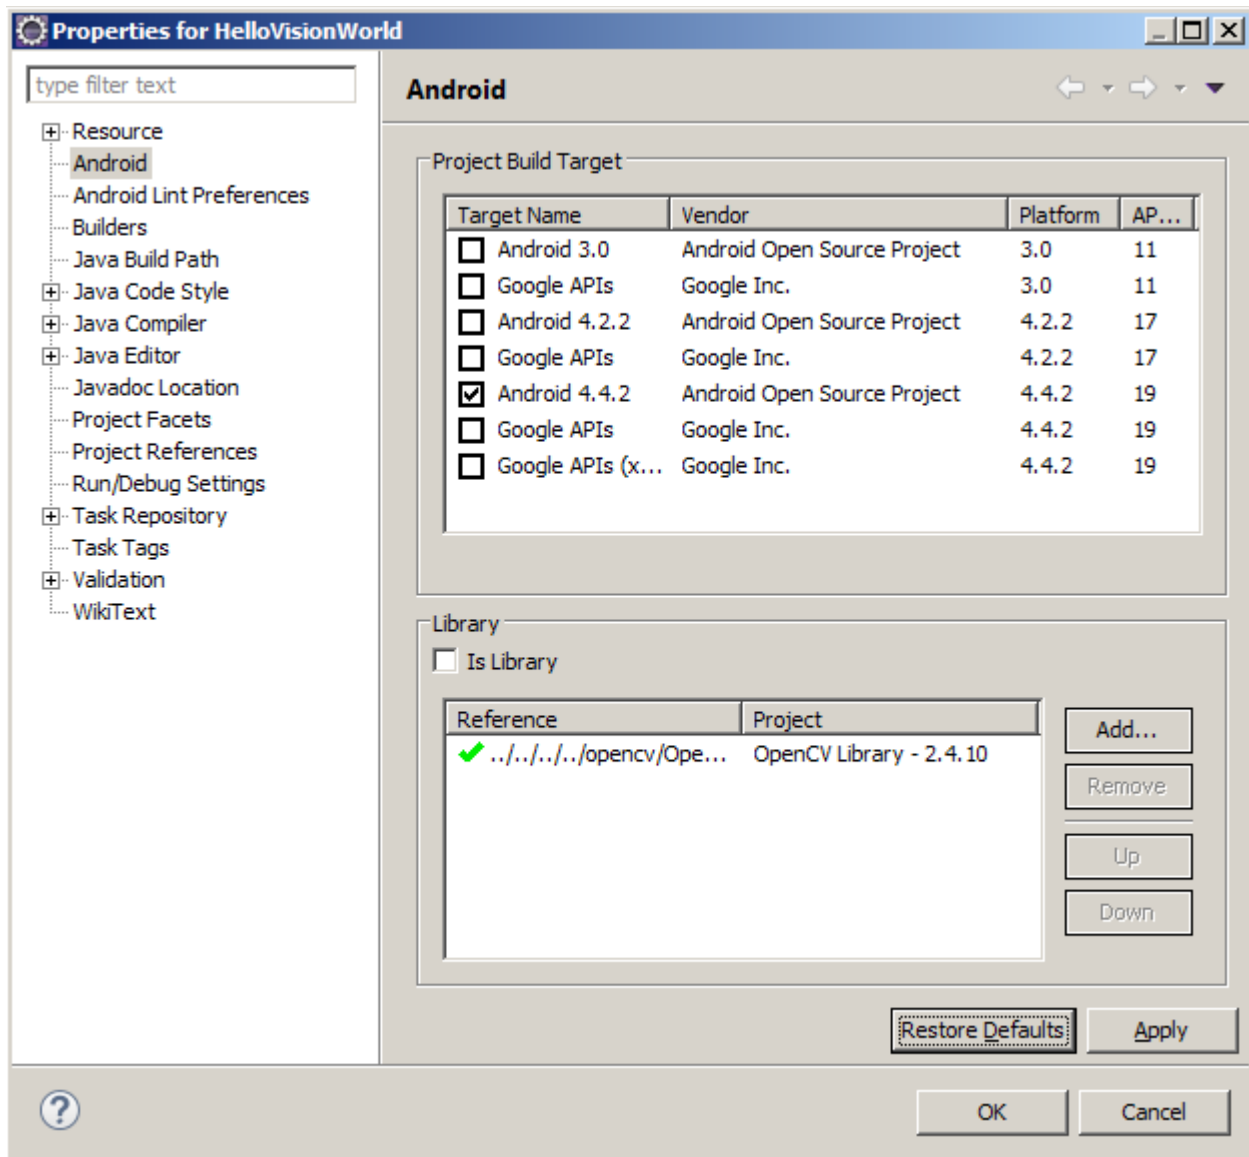 Properties for HelloVisionWorld
type filter text
Resource
Android
Android Lint Preferences
Builders
Java Build Path
Java Code Style
Java Compiler
Java Editor
Javadoc Location
Project Facets
Project References
Run/Debug Settings
Task Repository
Task Tags
Validation
WikiText
Android
Project Build Target
Target Name Vendor Platform AP...
Android 3.0 Android Open Source Project 3.0 11
Google APIs Google Inc. 3.0 11
Android 4.2.2 Android Open Source Project 4.2.2 17
Google APIs Google Inc. 4.2.2 17
Android 4.4.2 Android Open Source Project 4.4.2 19
Google APIs Google Inc. 4.4.2 19
Google APIs (x... Google Inc. 4.4.2 19
Library
Is Library
Reference Project
../../../../opencv/Ope... OpenCV Library - 2.4.10
Add...
Remove
Up
Down
Restore Defaults Apply
? OK Cancel